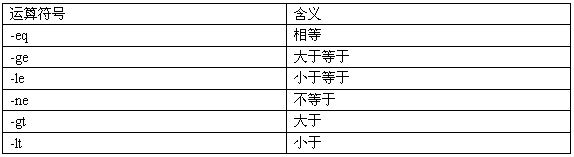 运算符号 含义
-eq 相等
-ge 大于等于
-le 小于等于
-ne 不等于
-gt 大于
-lt 小于